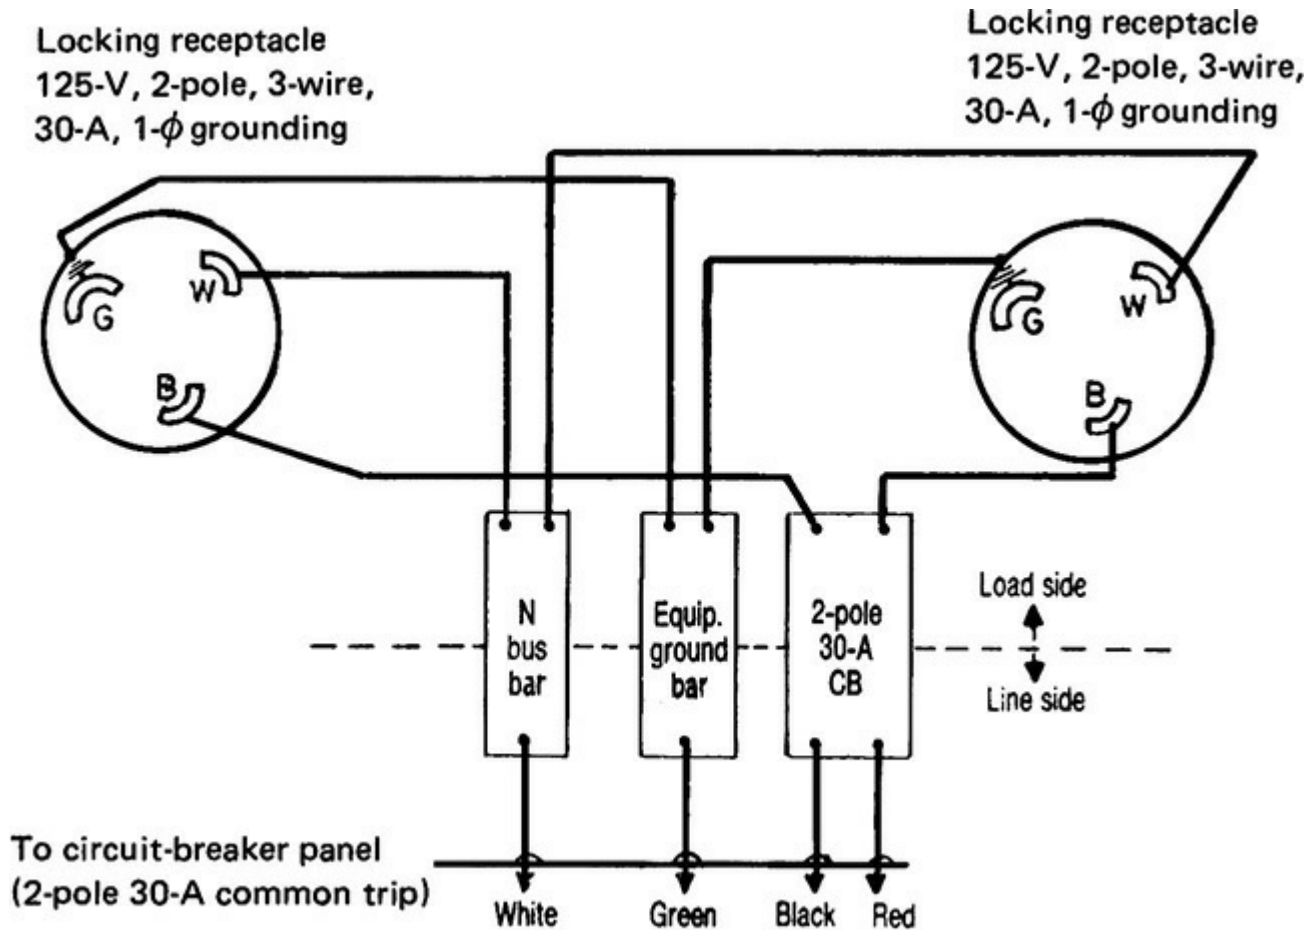 Locking receptacle
125-V, 2-pole, 3-wire,
30-A, 1-ϕ grounding
Locking receptacle
125-V, 2-pole, 3-wire,
30-A, 1-ϕ grounding
G
W
B
G
W
B
N
bus
bar
Equip.
ground
bar
2-pole
30-A
CB
Load side
Line side
To circuit-breaker panel
(2-pole 30-A common trip)
White
Green
Black
Red